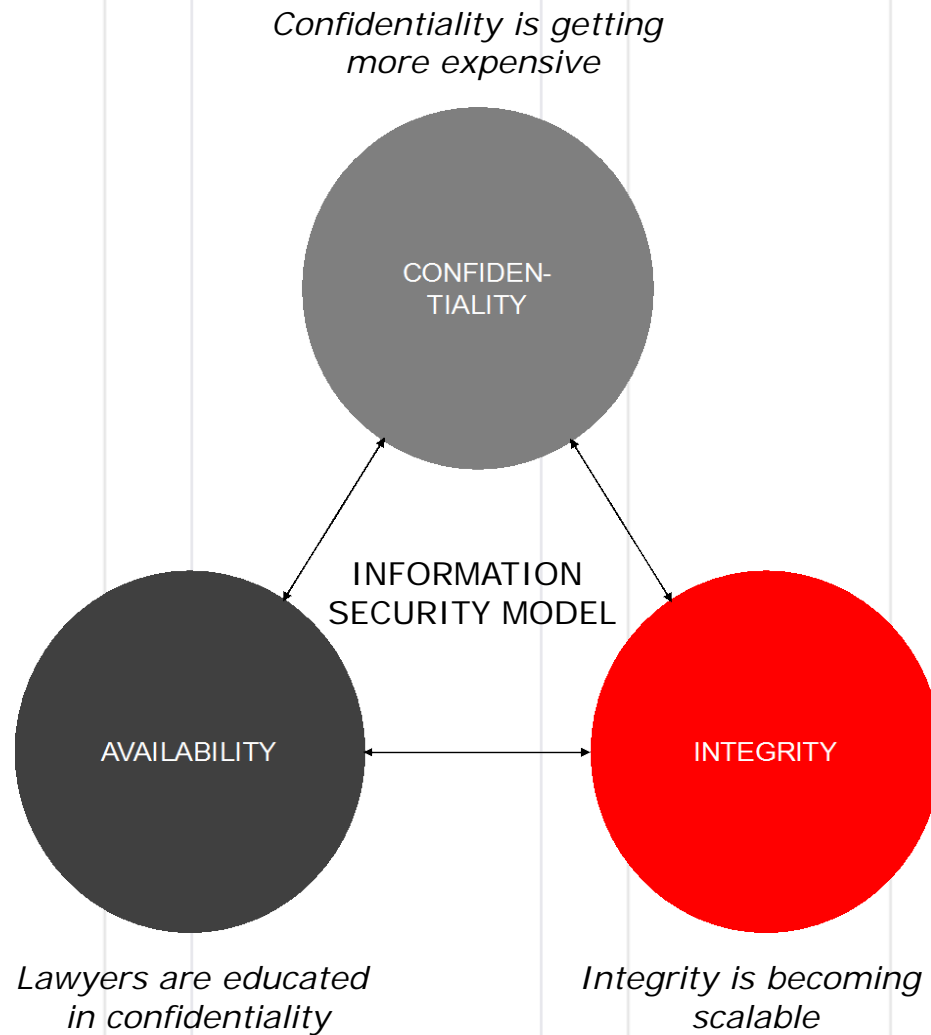 Confidentiality is getting
more expensive
CONFIDEN-
TIALITY
INFORMATION
SECURITY MODEL
AVAILABILITY
INTEGRITY
Lawyers are educated
in confidentiality
Integrity is becoming
scalable